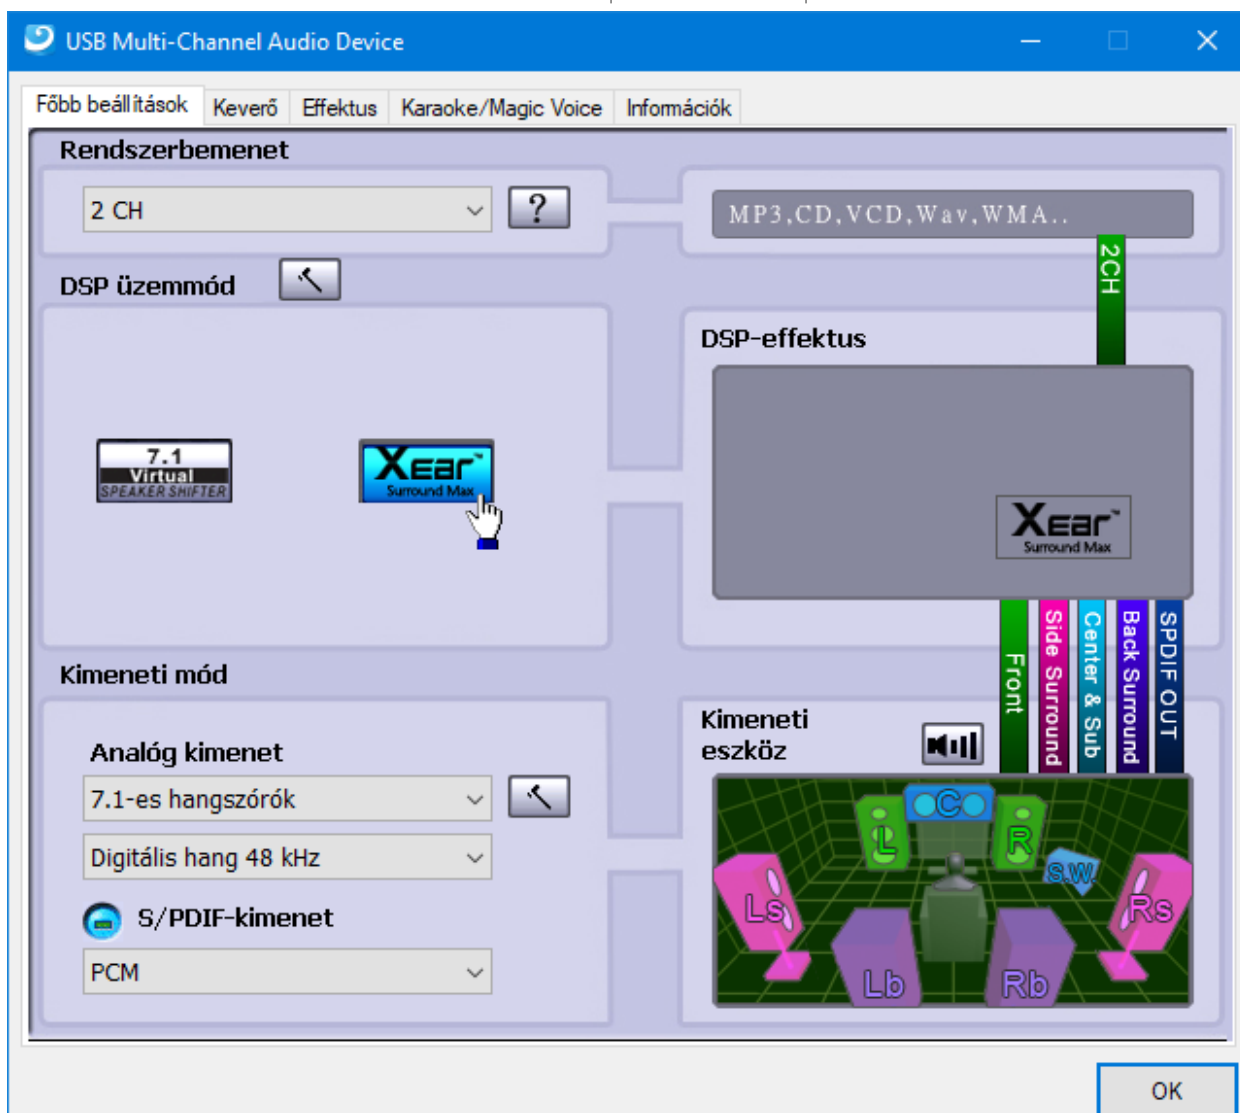 USB Multi-Channel Audio Device
Főbb beállítások Keverő Effektus Karaoke/Magic Voice Információk
Rendszerbemenet
2 CH
?
MP3,CD,VCD,Wav,WMA..
2CH
DSP üzemmód
DSP-effektus
7.1
Virtual
SPEAKER SHIFTER
Xear™
Surround Max
Xear™
Surround Max
Front
Side Surround
Center & Sub
Back Surround
SPDIF OUT
Kimeneti mód
Analóg kimenet
7.1-es hangszórók
Digitális hang 48 kHz
S/PDIF-kimenet
PCM
Kimeneti
eszköz
L
C
R
S.W.
Ls
Rs
Lb
Rb
OK